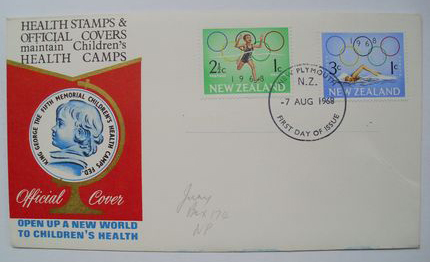 HEALTH STAMPS &
OFFICIAL COVERS
maintain Children's
HEALTH CAMPS
KING GEORGE THE FIFTH MEMORIAL CHILDREN'S HEALTH CAMPS FED.
Official Cover
OPEN UP A NEW WORLD
TO CHILDREN'S HEALTH
2½c 1c
1968
NEW ZEALAND
1968
3c 1c
NEW ZEALAND
NEW PLYMOUTH
N.Z.
-7 AUG 1968
FIRST DAY OF ISSUE
Box
NP